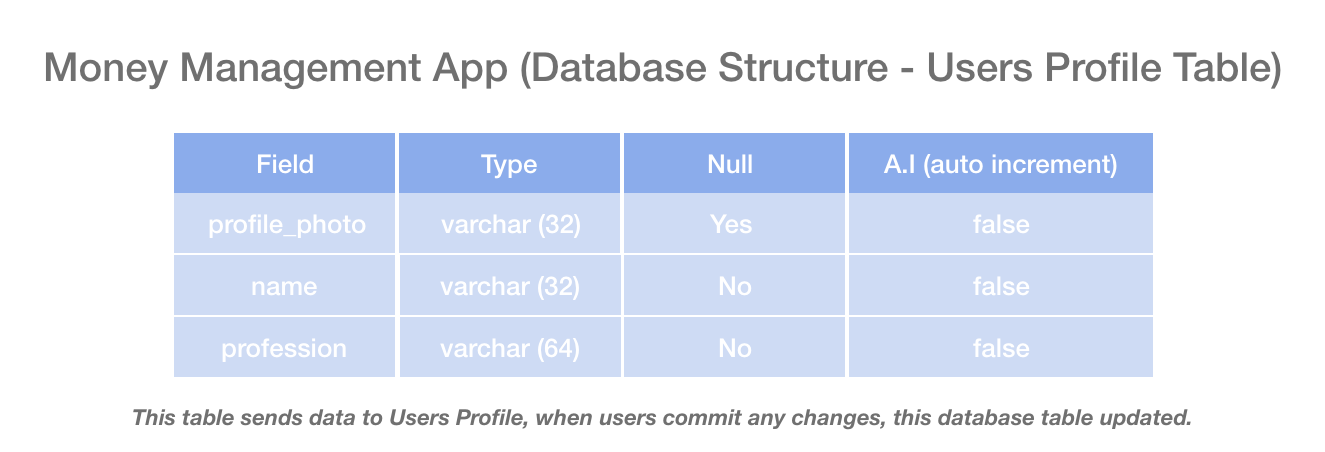 Money Management App (Database Structure - Users Profile Table)
Field Type Null A.I (auto increment)
profile_photo varchar (32) Yes false
name varchar (32) No false
profession varchar (64) No false
This table sends data to Users Profile, when users commit any changes, this database table updated.